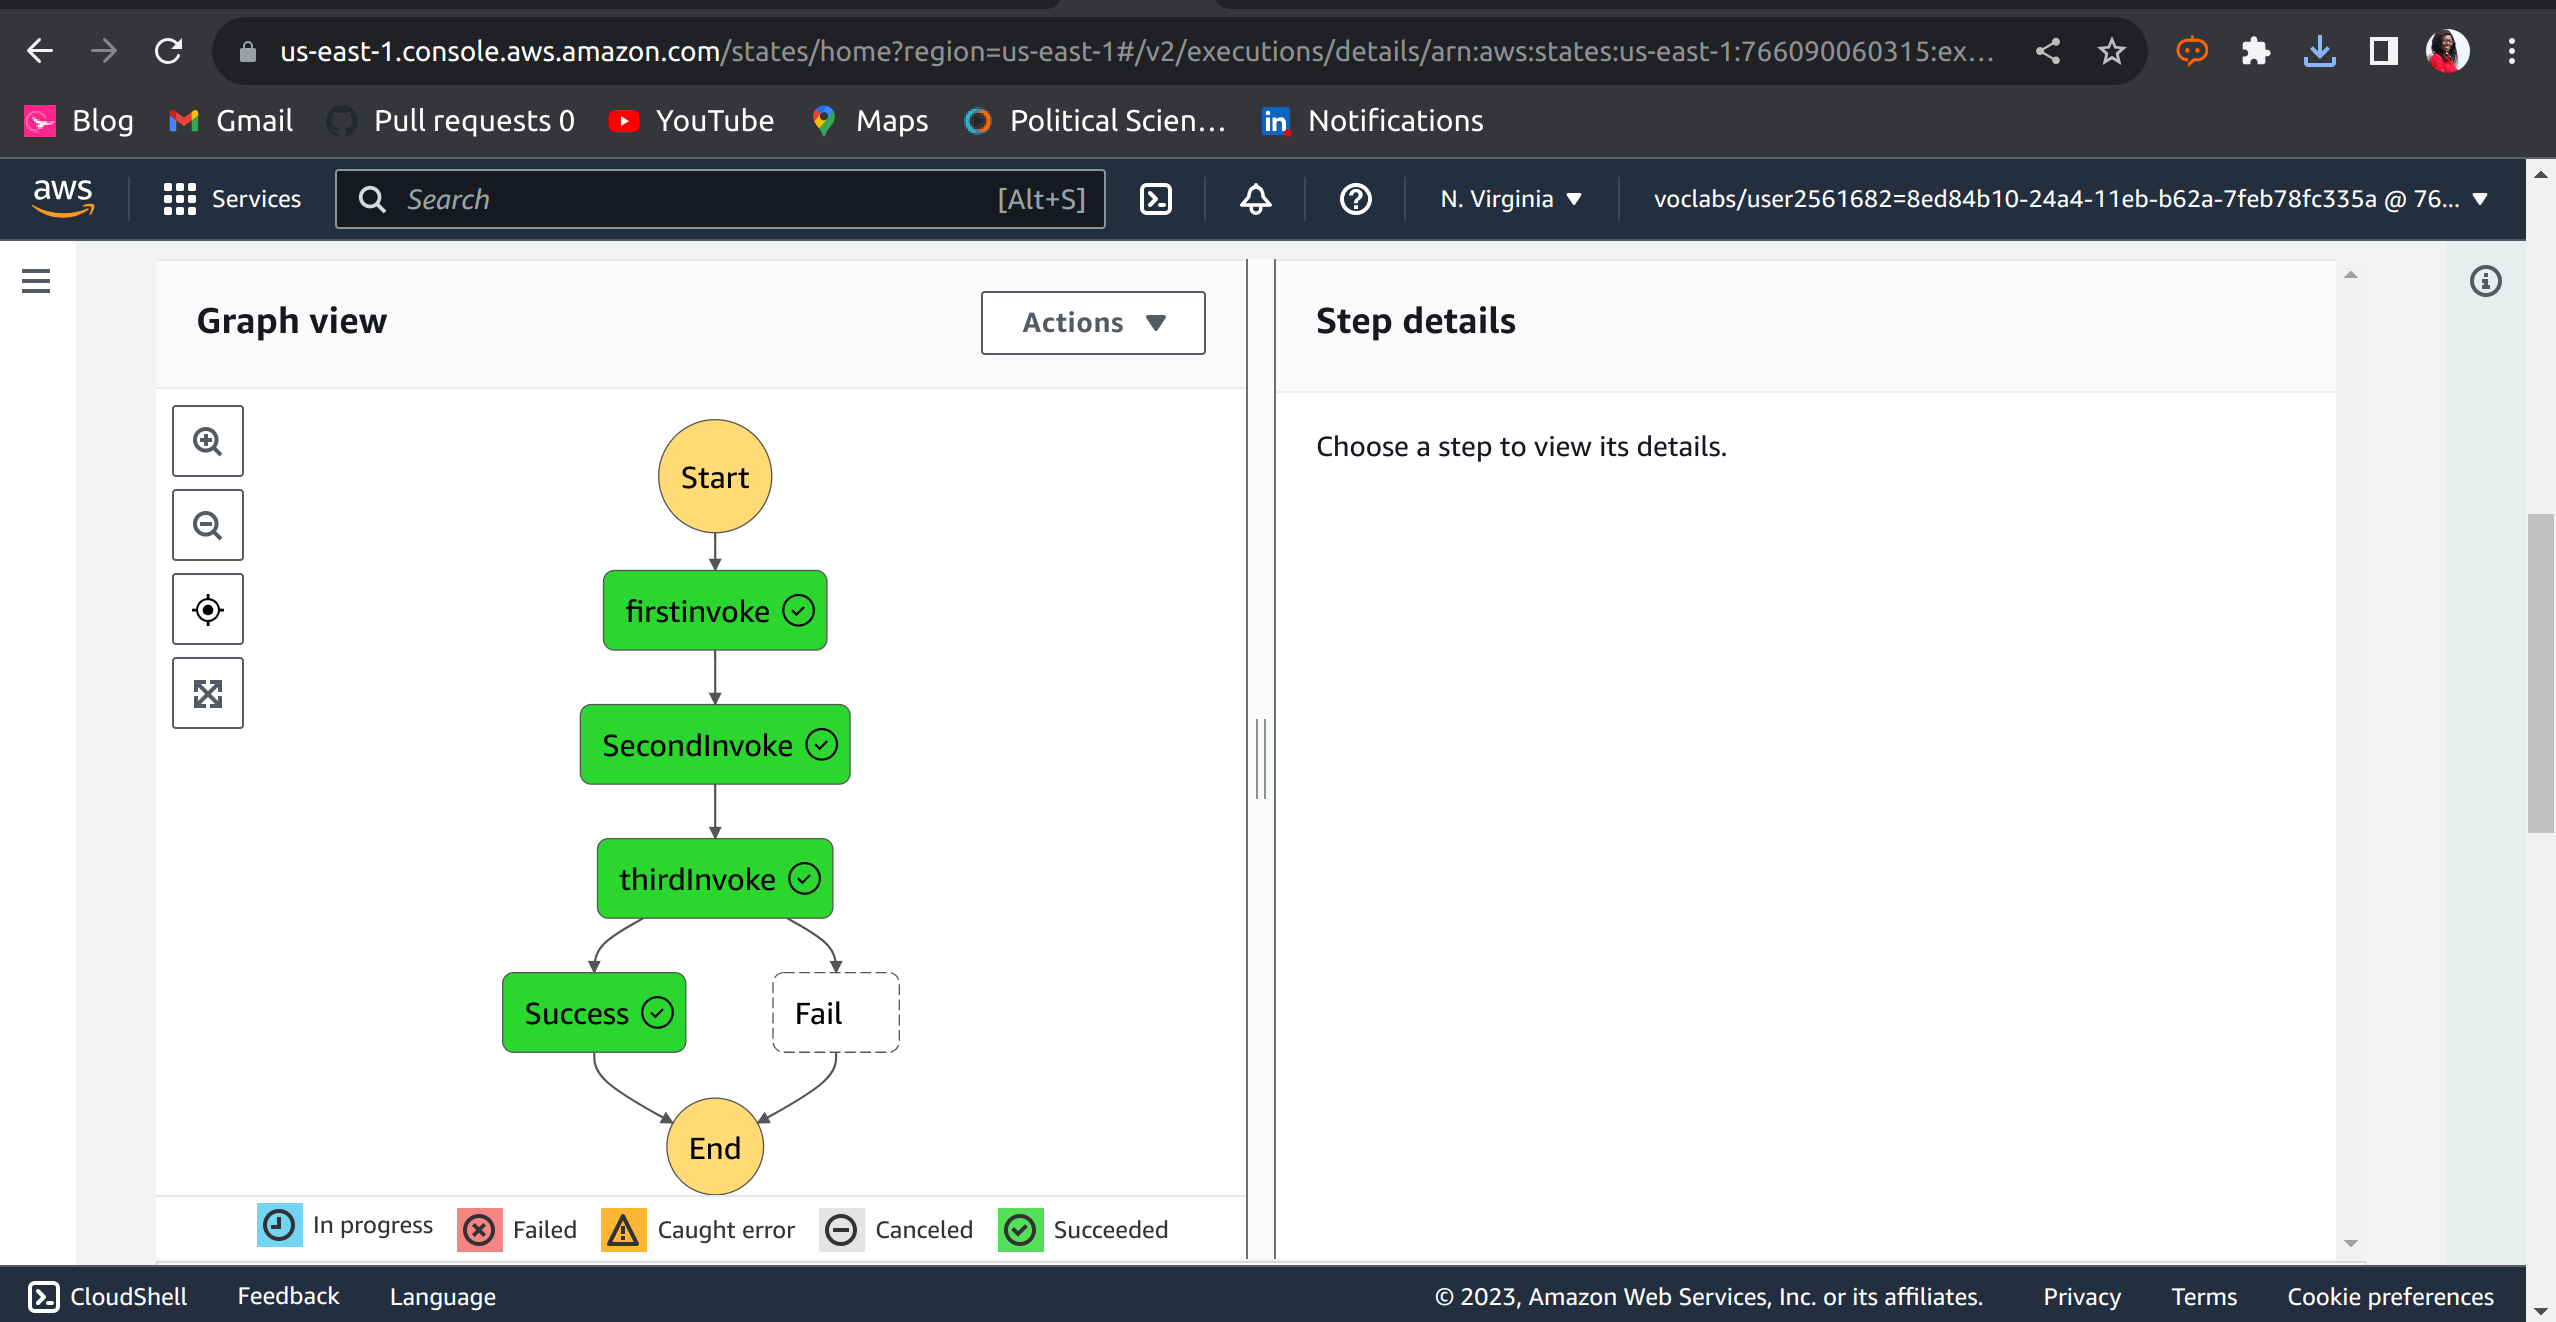 us-east-1.console.aws.amazon.com/states/home?region=us-east-1#/v2/executions/details/arn:aws:states:us-east-1:766090060315:ex...
Blog Gmail Pull requests 0 YouTube Maps Political Scien... in Notifications
aws Services Search [Alt+S] N. Virginia voclabs/user2561682=8ed84b10-24a4-11eb-b62a-7feb78fc335a @ 76...
Graph view
Actions
Step details
Choose a step to view its details.
Start
firstinvoke
SecondInvoke
thirdInvoke
Success
Fail
End
In progress Failed Caught error Canceled Succeeded
CloudShell Feedback Language © 2023, Amazon Web Services, Inc. or its affiliates. Privacy Terms Cookie preferences